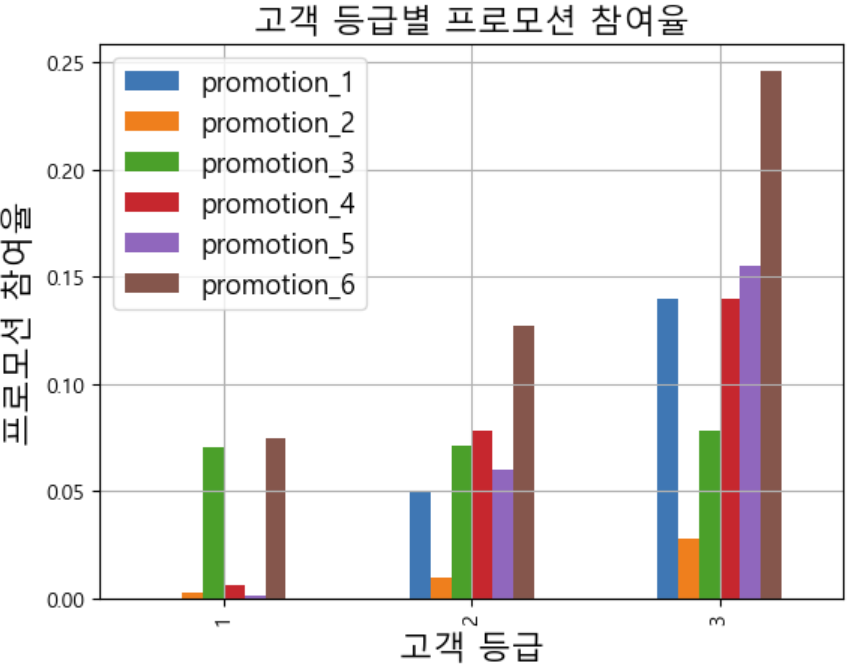 고객 등급별 프로모션 참여율
0.25
0.20
0.15
0.10
0.05
0.00
프로모션 참여율
promotion_1
promotion_2
promotion_3
promotion_4
promotion_5
promotion_6
1
2
3
고객 등급